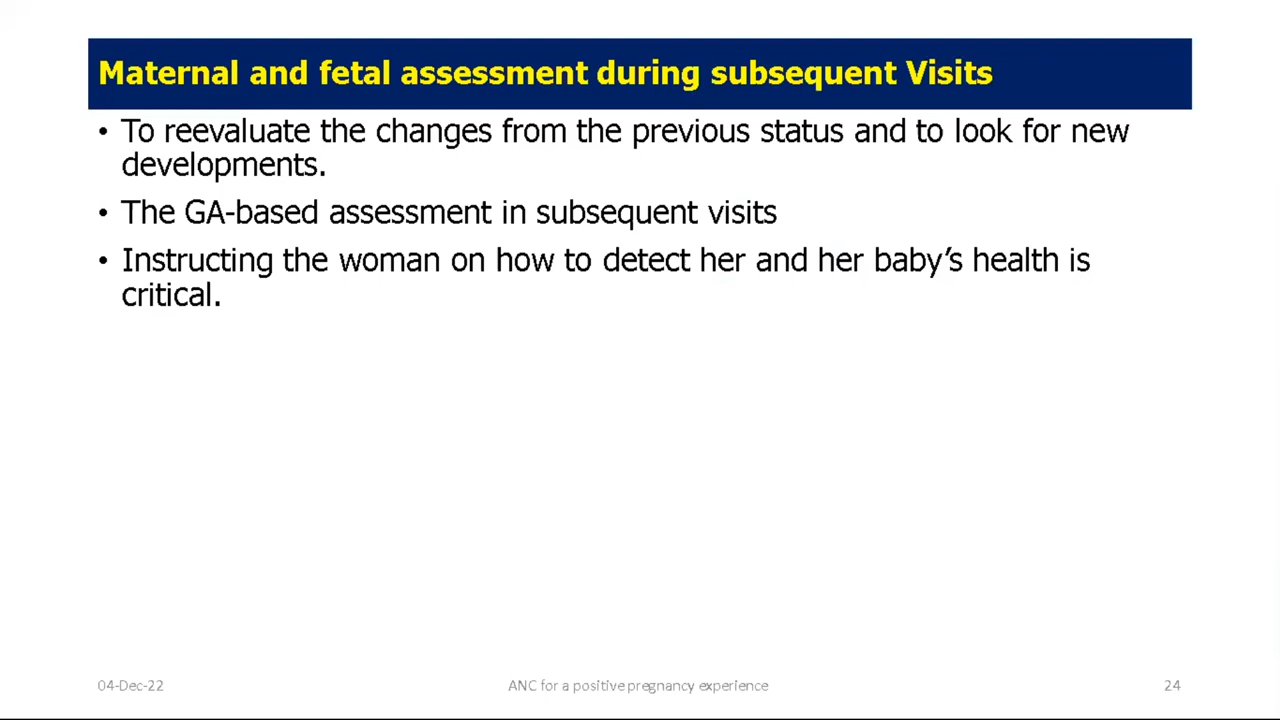 Maternal and fetal assessment during subsequent Visits
• To reevaluate the changes from the previous status and to look for new
developments.
• The GA-based assessment in subsequent visits
• Instructing the woman on how to detect her and her baby's health is
critical.
04-Dec-22
ANC for a positive pregnancy experience
24